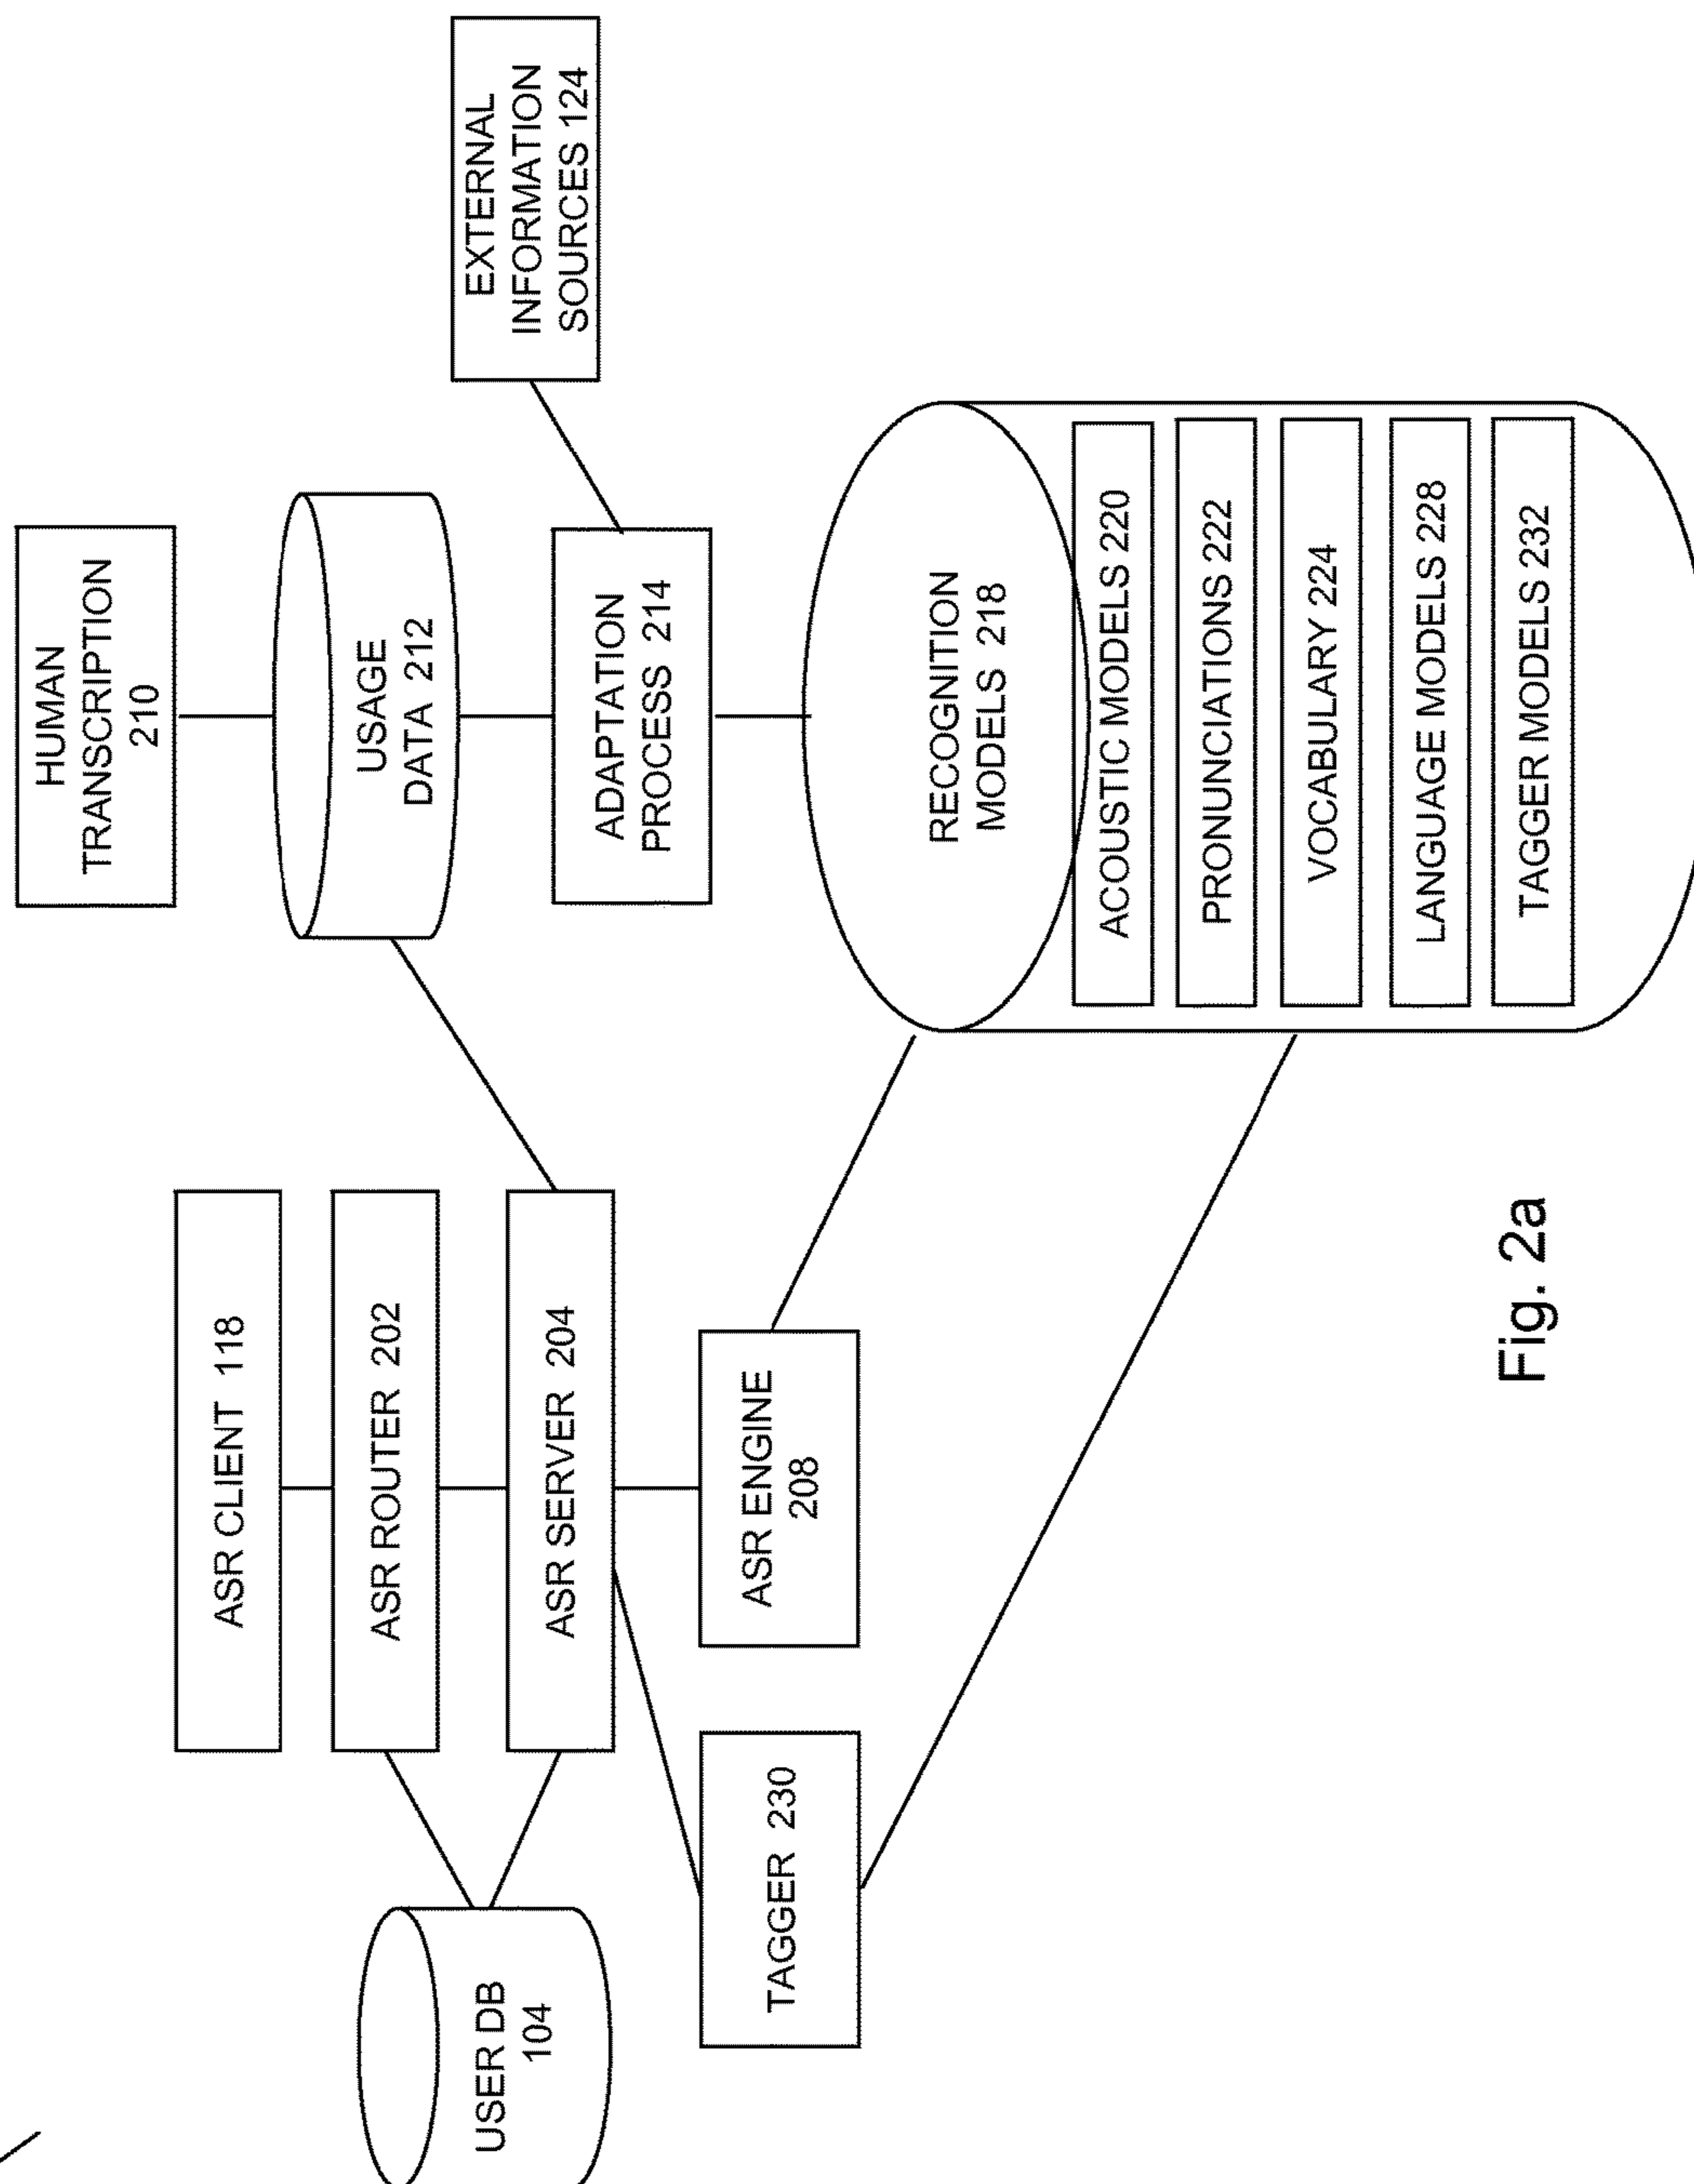 HUMAN
TRANSCRIPTION
210
USAGE
DATA 212
EXTERNAL
INFORMATION
SOURCES 124
ADAPTATION
PROCESS 214
ASR CLIENT 118
ASR ROUTER 202
ASR SERVER 204
USER DB
104
TAGGER 230
ASR ENGINE
208
RECOGNITION
MODELS 218
ACOUSTIC MODELS 220
PRONUNCIATIONS 222
VOCABULARY 224
LANGUAGE MODELS 228
TAGGER MODELS 232
Fig. 2a